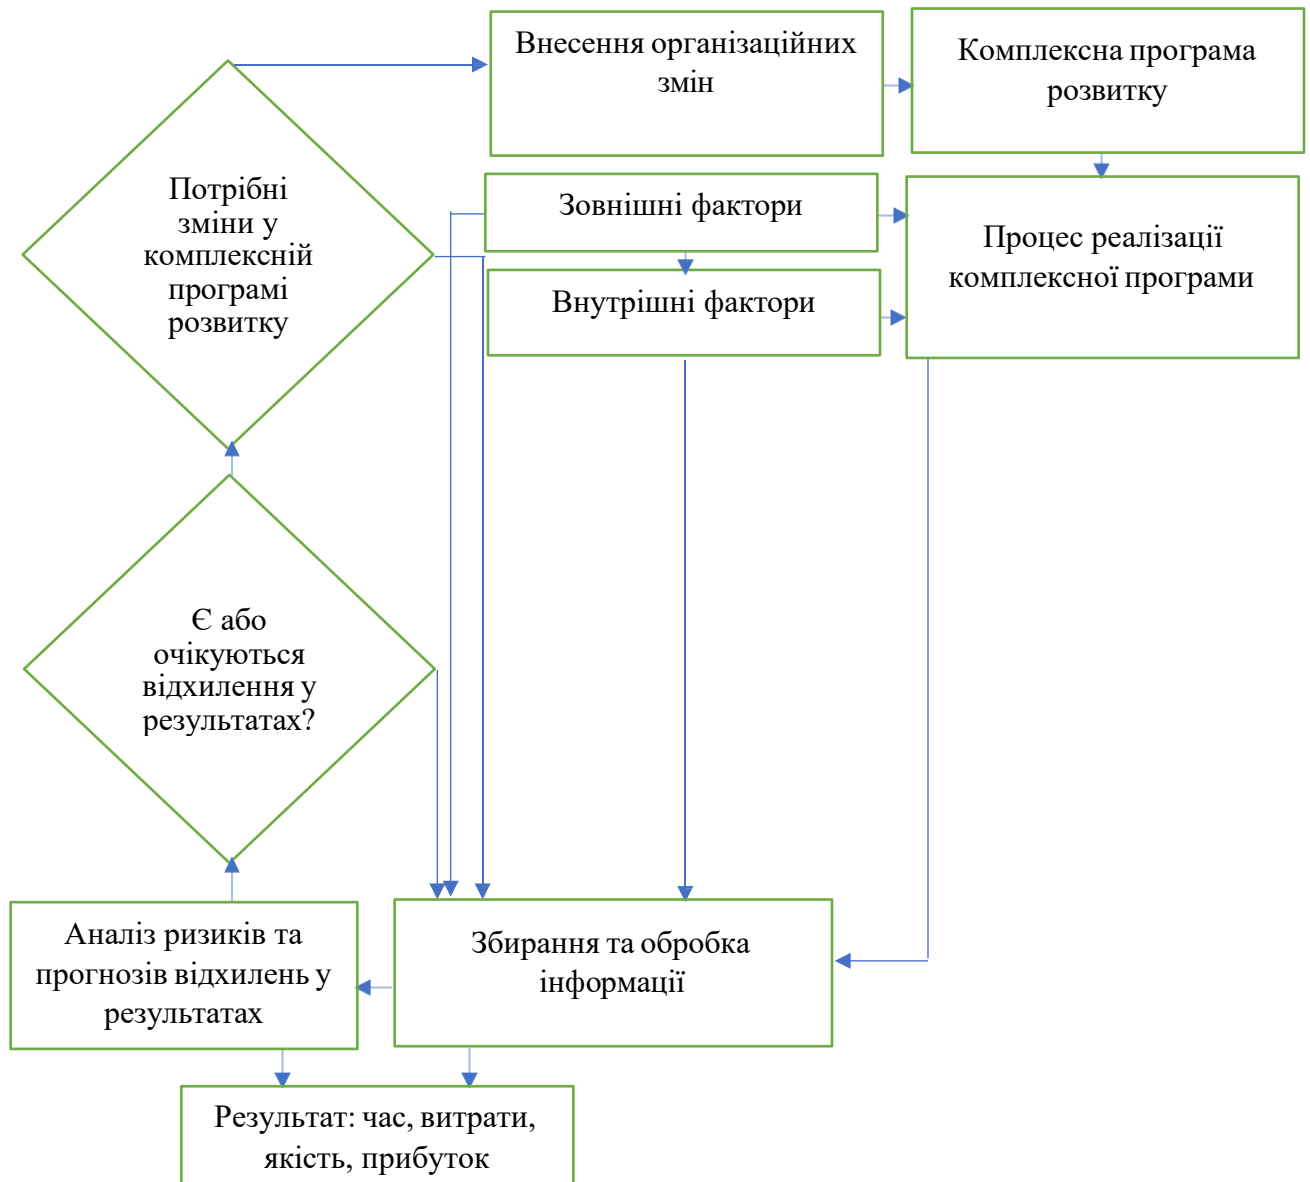 Внесення організаційних
змін
Комплексна програма
розвитку
Потрібні
зміни у
комплексній
програмі
розвитку
Зовнішні фактори
Процес реалізації
комплексної програми
Внутрішні фактори
Є або
очікуються
відхилення у
результатах?
Аналіз ризиків та
прогнозів відхилень у
результатах
Збирання та обробка
інформації
Результат: час, витрати,
якість, прибуток